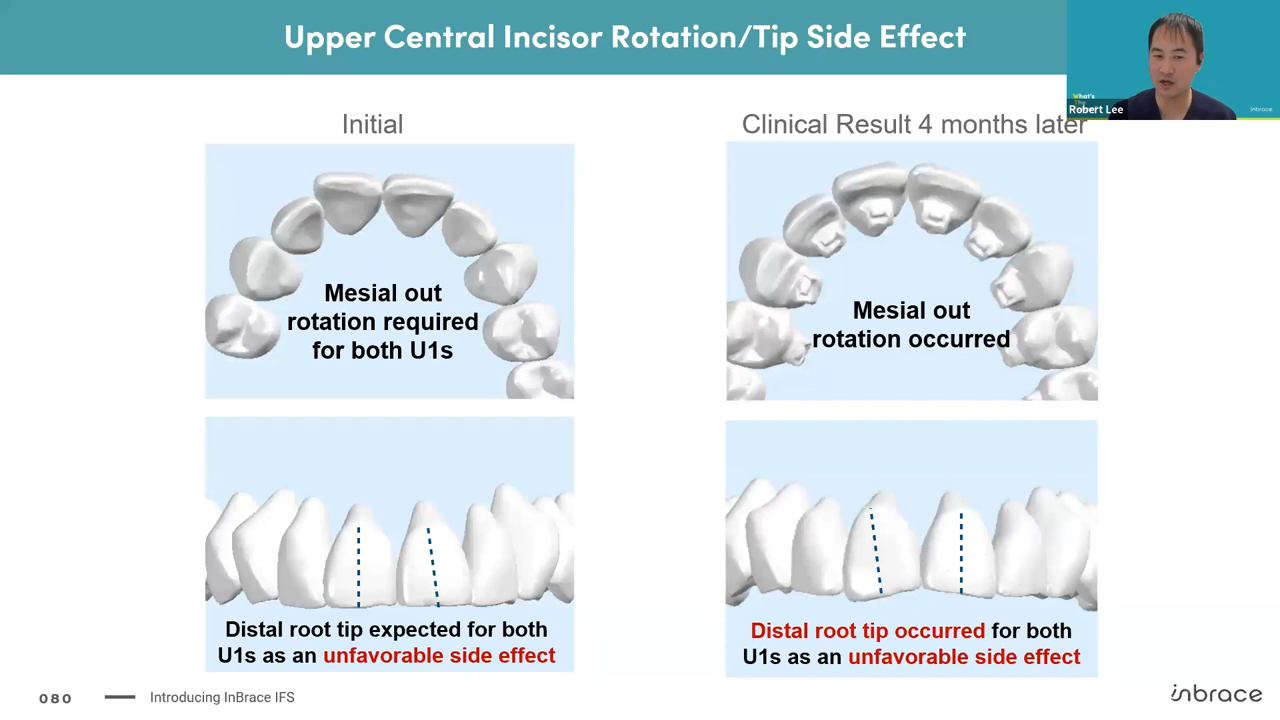 Upper Central Incisor Rotation/Tip Side Effect
What's
The
Robert Lee
inbrace
Initial
Clinical Result 4 months later
Mesial out
rotation required
for both U1s
Mesial out
rotation occurred
Distal root tip expected for both
U1s as an unfavorable side effect
Distal root tip occurred for both
U1s as an unfavorable side effect
080
Introducing InBrace IFS
inbrace